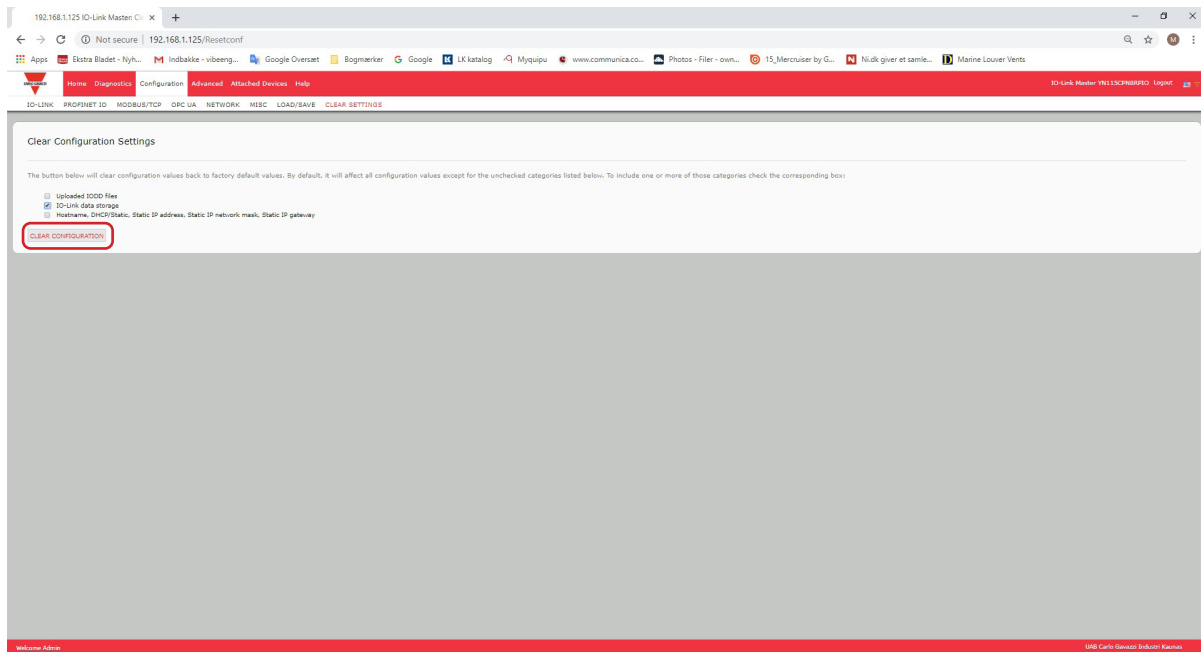 192.168.1.125 IO-Link Master: Cl
Not secure | 192.168.1.125/Resetconf
Apps Ekstra Bladet - Nyh... Indbakke - vibeeng... Google Oversæt Bogmærker Google LK katalog Myquipu www.communica.co... Photos - Filer - own... 15_Mercruiser by G... Ni.dk giver et samle... Marine Louver Vents
Home Diagnostics Configuration Advanced Attached Devices Help
Logout
IO-LINK PROFINET IO MODBUS/TCP OPC UA NETWORK MISC LOAD/SAVE CLEAR SETTINGS
Clear Configuration Settings
The button below will clear configuration values back to factory default values. By default, it will affect all configuration values except for the unchecked categories listed below. To include one or more of those categories check the corresponding box:
Uploaded IODD files
IO-Link data storage
Hostname, DHCP/Static, Static IP address, Static IP network mask, Static IP gateway
CLEAR CONFIGURATION
Welcome Admin
UAB Carlo Gavazzi Industri Kaunas